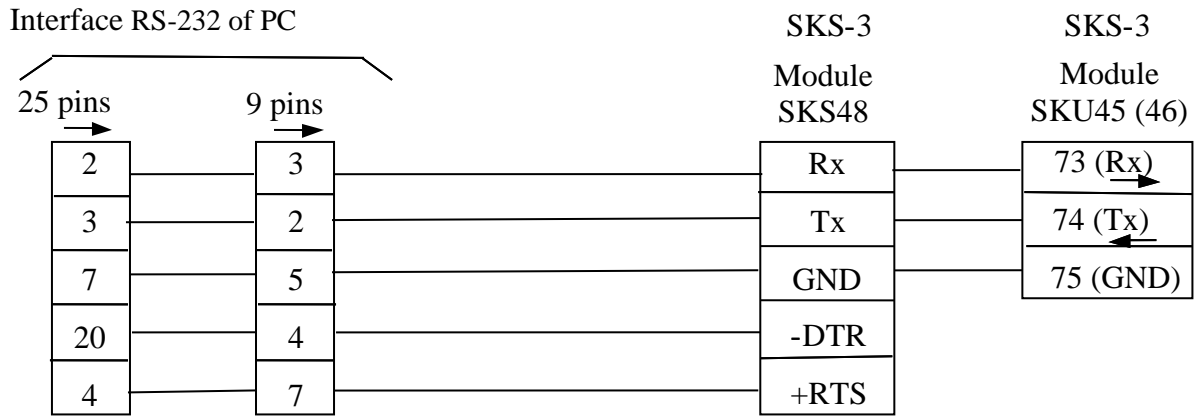 Interface RS-232 of PC
SKS-3
SKS-3
Module
SKS48
Module
SKU45 (46)
25 pins
9 pins
2
3
Rx
73 (Rx)
3
2
Tx
74 (Tx)
7
5
GND
75 (GND)
20
4
-DTR
4
7
+RTS